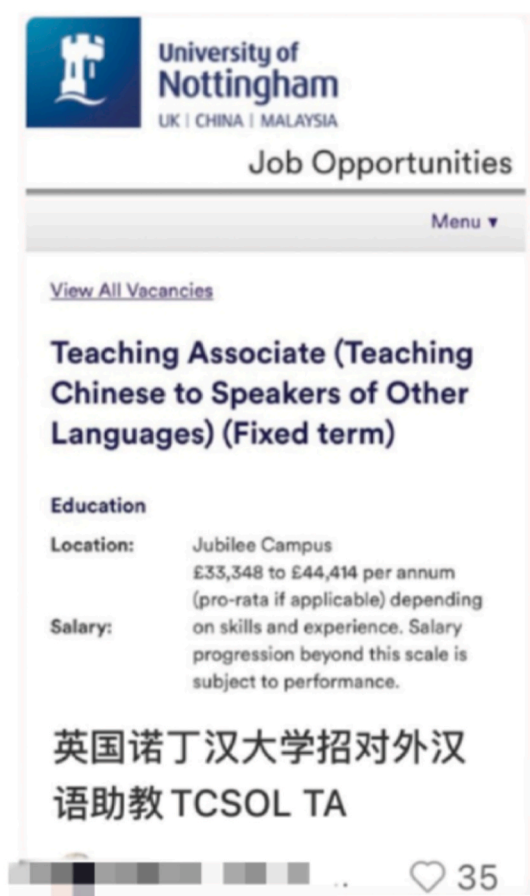 University of
Nottingham
UK | CHINA | MALAYSIA
Job Opportunities
Menu ▼
View All Vacancies
Teaching Associate (Teaching
Chinese to Speakers of Other
Languages) (Fixed term)
Education
Location: Jubilee Campus
£33,348 to £44,414 per annum
(pro-rata if applicable) depending
Salary: on skills and experience. Salary
progression beyond this scale is
subject to performance.
英国诺丁汉大学招对外汉
语助教 TCSOL TA
35